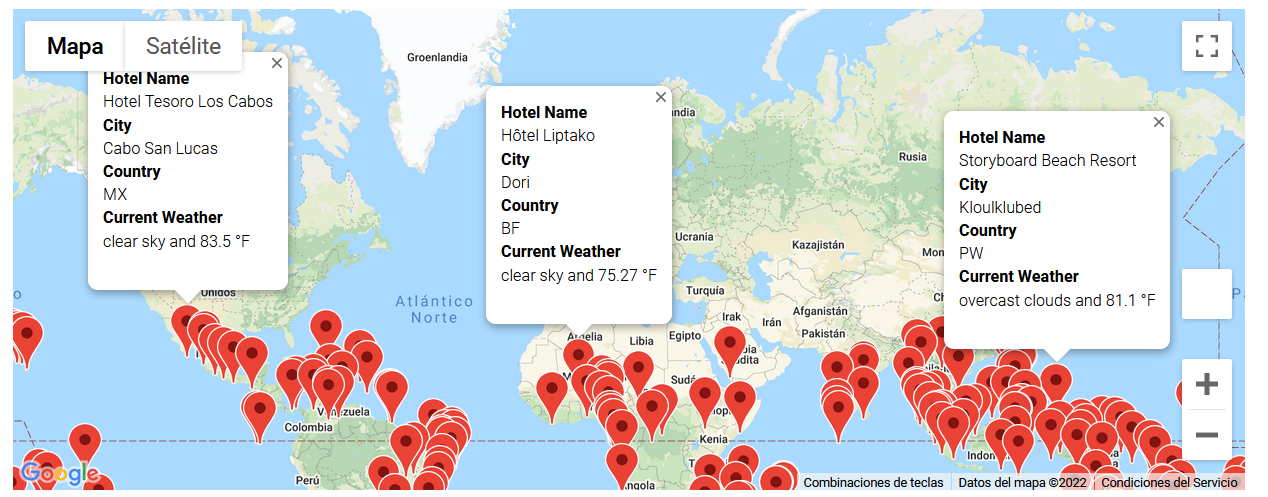 Mapa
Satélite
Hotel Name
Hotel Tesoro Los Cabos
City
Cabo San Lucas
Country
MX
Current Weather
clear sky and 83.5 °F
Hotel Name
Hôtel Liptako
City
Dori
Country
BF
Current Weather
clear sky and 75.27 °F
Hotel Name
Storyboard Beach Resort
City
Kloulklubed
Country
PW
Current Weather
overcast clouds and 81.1 °F
Groenlandia
Rusia
Ucrania
Kazajistán
Atlántico
Norte
Turquía
Irak
Irán
Afganistán
Pakistán
Argelia
Libia
Egipto
Venezuela
Colombia
Kenia
Perú
Google
Combinaciones de teclas
Datos del mapa ©2022
Condiciones del Servicio